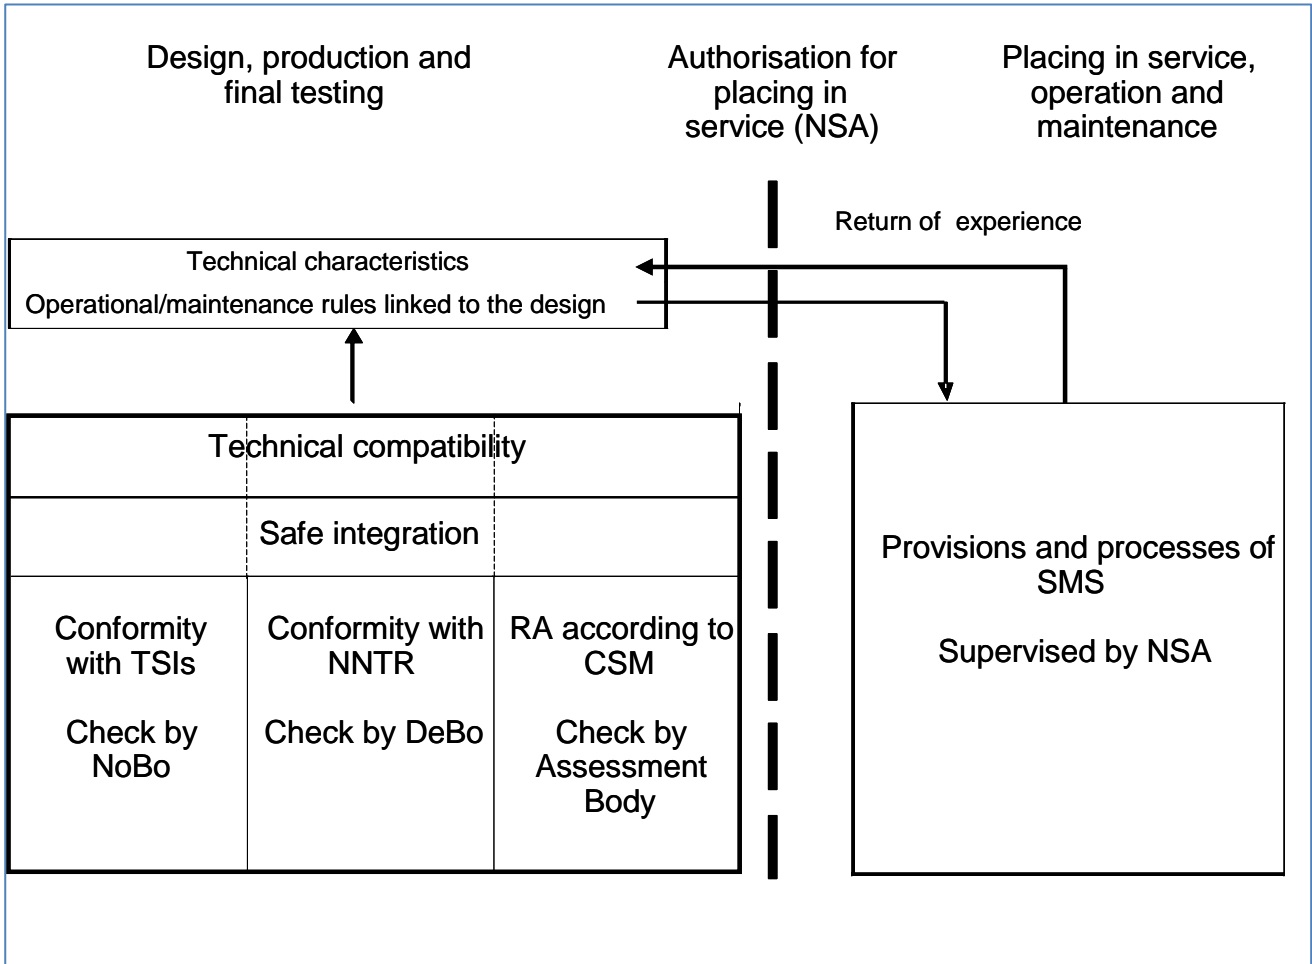 Design, production and
final testing
Authorisation for
placing in
service (NSA)
Placing in service,
operation and
maintenance
Return of experience
Technical characteristics
Operational/maintenance rules linked to the design
Technical compatibility
Safe integration
Conformity
with TSIs
Check by
NoBo
Conformity with
NNTR
Check by DeBo
RA according to
CSM
Check by
Assessment
Body
Provisions and processes of
SMS
Supervised by NSA